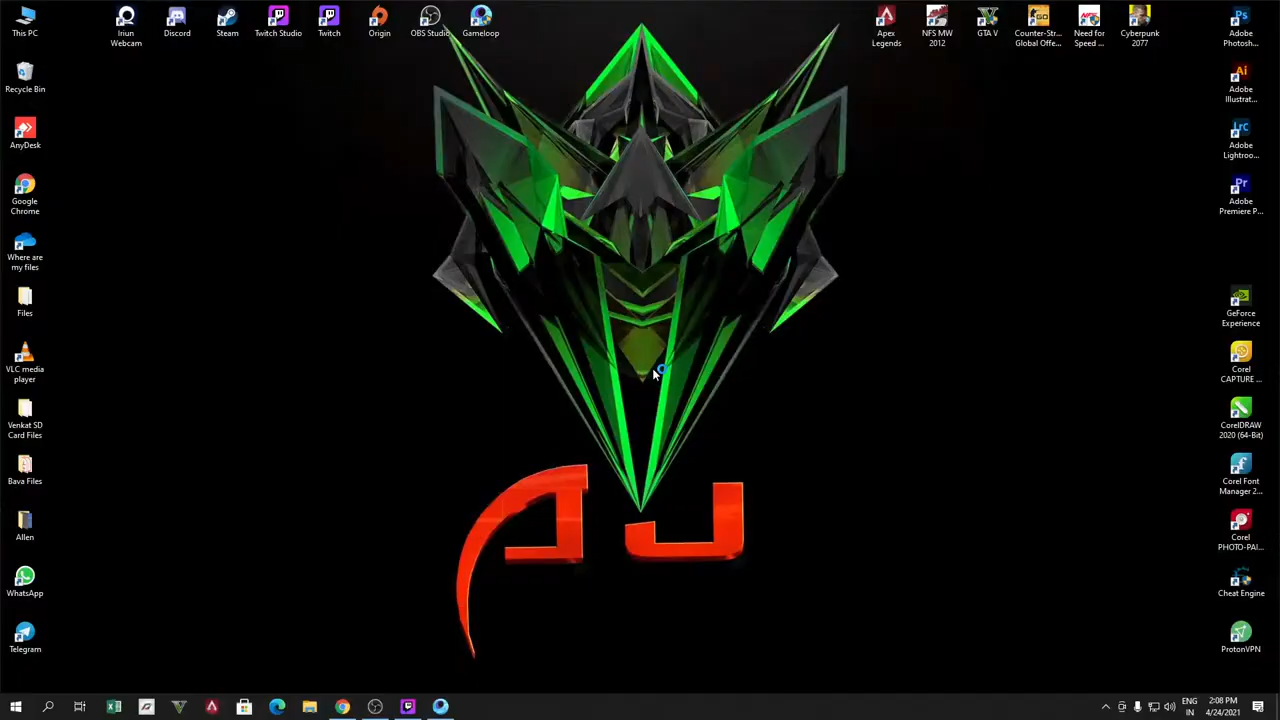 This PC
Iriun
Webcam
Discord
Steam
Twitch Studio
Twitch
Origin
OBS Studio
Gameloop
Apex
Legends
NFS MW
2012
GTA V
Counter-Str...
Global Offe...
Need for
Speed ...
Cyberpunk
2077
Adobe
Photosh...
Recycle Bin
Adobe
Illustrat...
AnyDesk
Adobe
Lightroo...
Google
Chrome
Adobe
Premiere P...
Where are
my files
Files
GeForce
Experience
VLC media
player
Corel
CAPTURE ...
Venkat SD
Card Files
CorelDRAW
2020 (64-Bit)
Bava Files
Corel Font
Manager 2...
Allen
Corel
PHOTO-PAI...
WhatsApp
Cheat Engine
Telegram
ProtonVPN
ENG
IN
2:08 PM
4/24/2021